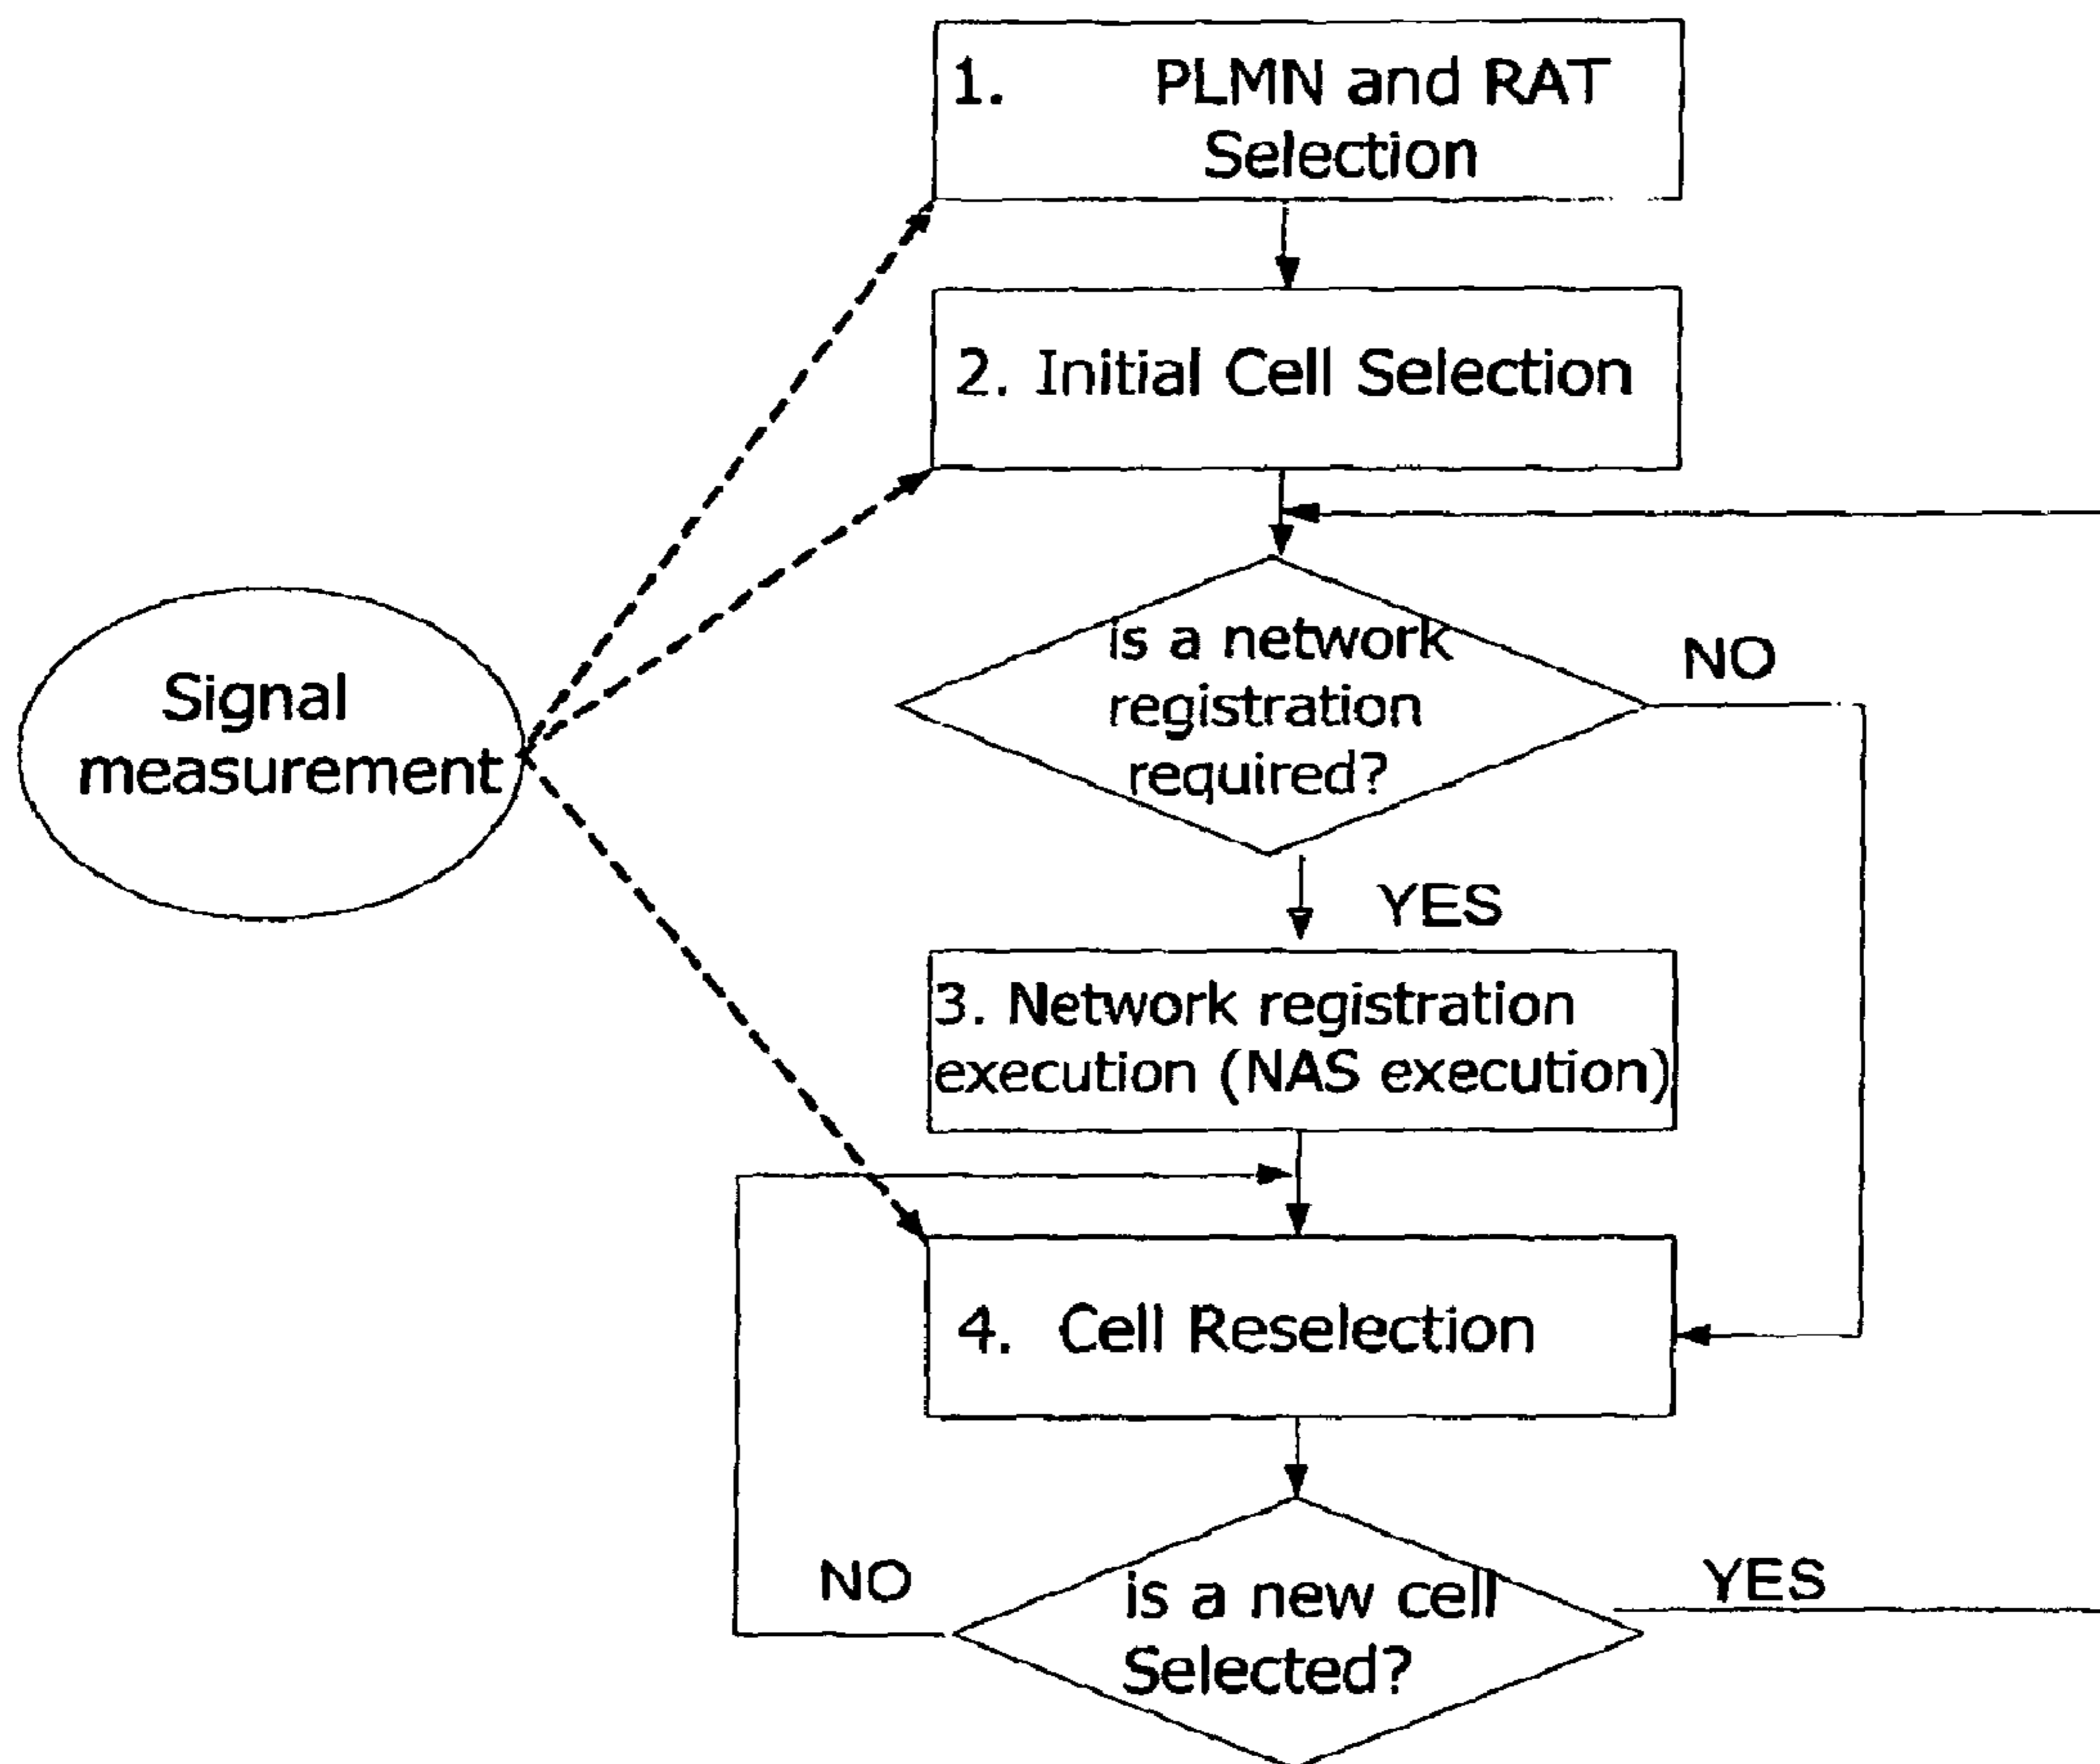 1. PLMN and RAT
Selection
2. Initial Cell Selection
is a network
registration
required?
NO
Signal
measurement
YES
3. Network registration
execution (NAS execution)
4. Cell Reselection
NO
is a new cell
Selected?
YES